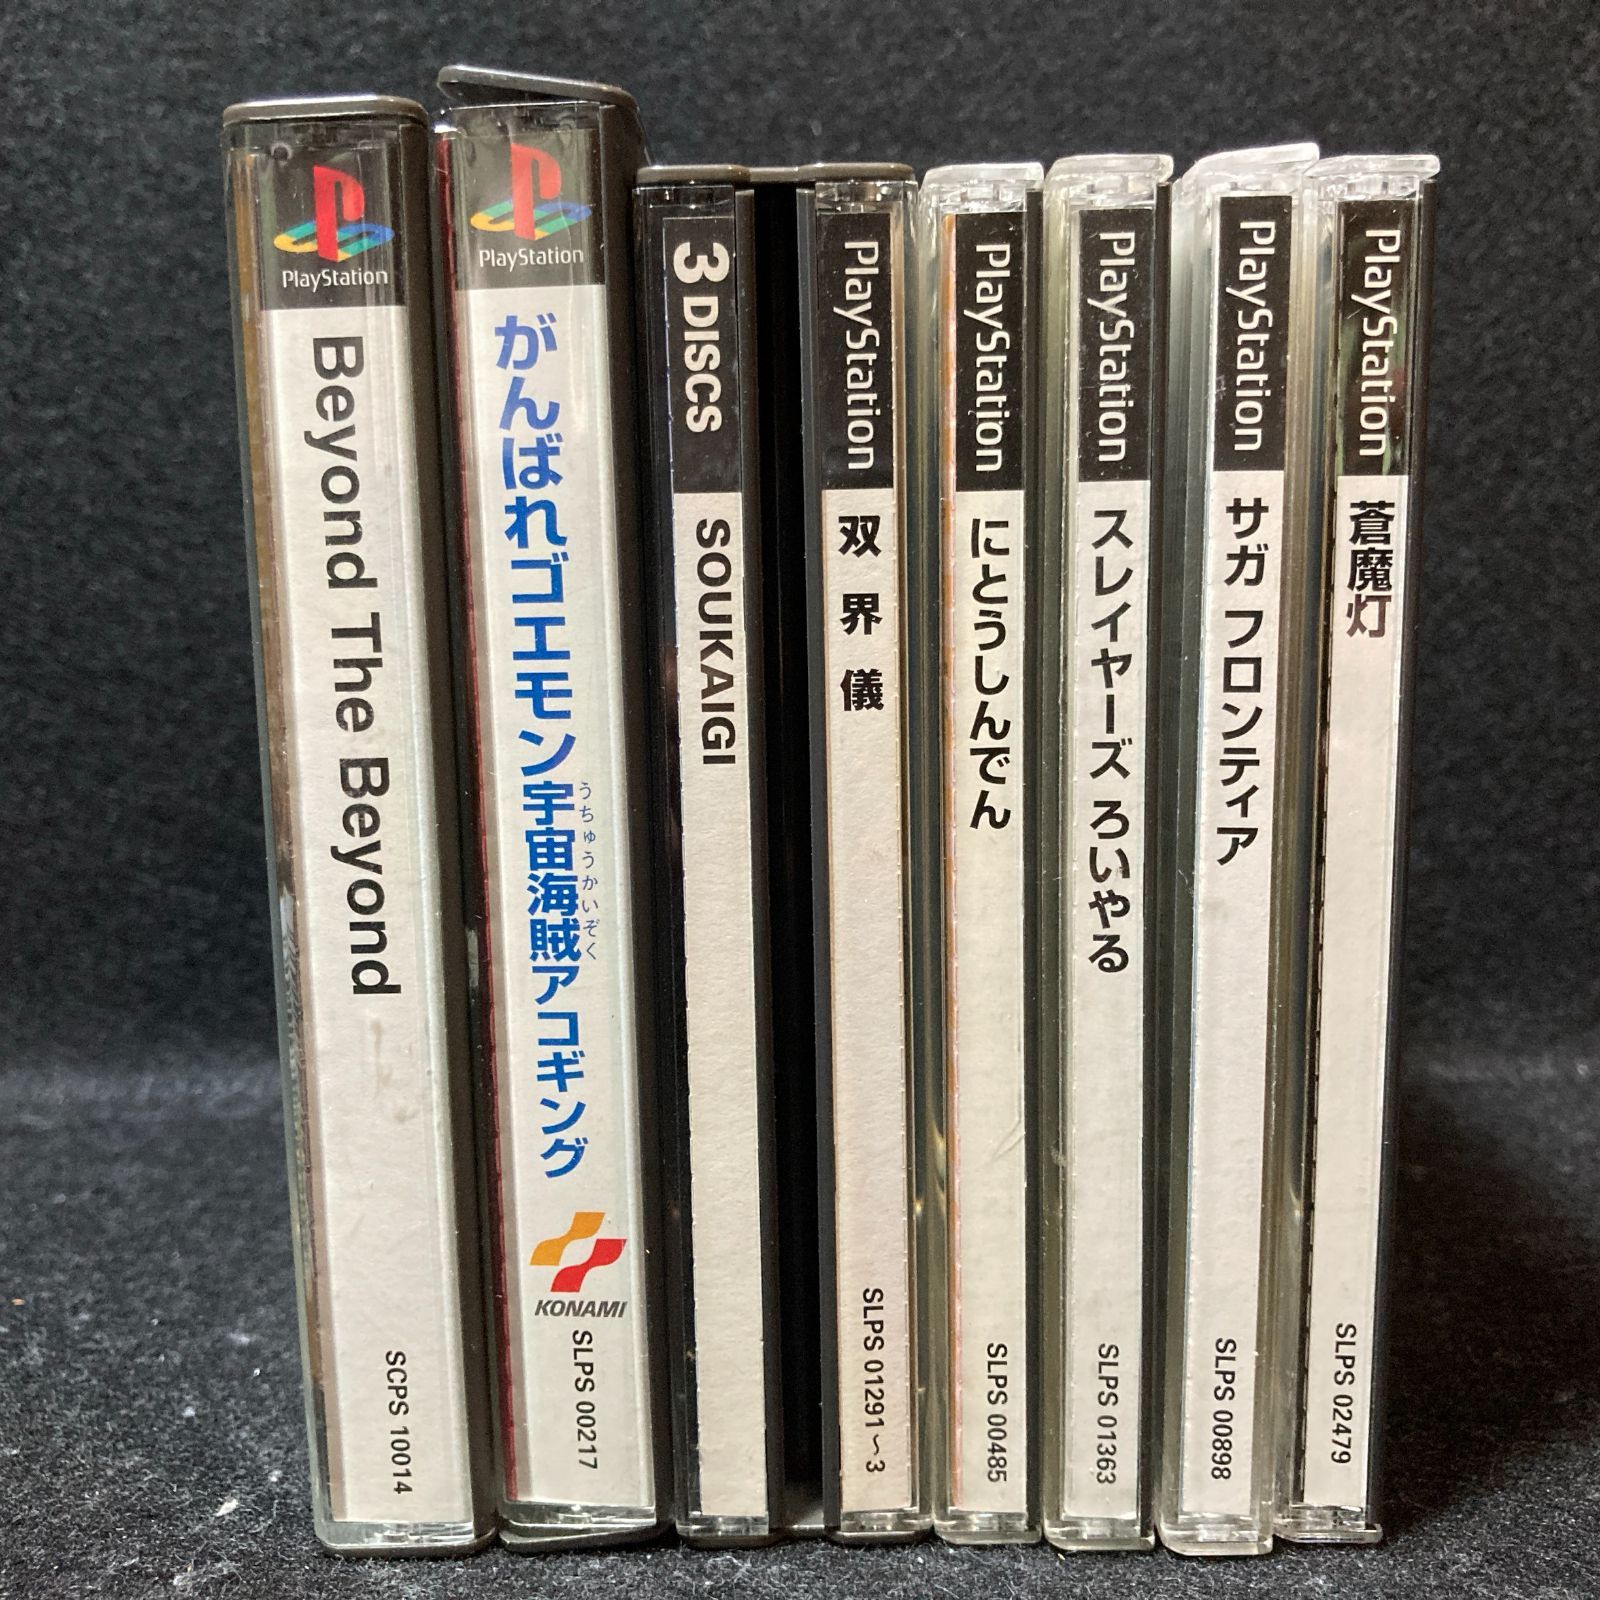 PlayStation
Beyond The Beyond
SCPS 10014
PlayStation
がんばれゴエモン宇宙海賊アコギング
うちゅうかいぞく
KONAMI
SLPS 00217
3 DISCS
SOUKAIGI
PlayStation
双界儀
SLPS 01291～3
PlayStation
にとうしんでん
SLPS 00485
PlayStation
スレイヤーズ ろいやる
SLPS 01363
PlayStation
サガ フロンティア
SLPS 00898
PlayStation
蒼魔灯
SLPS 02479